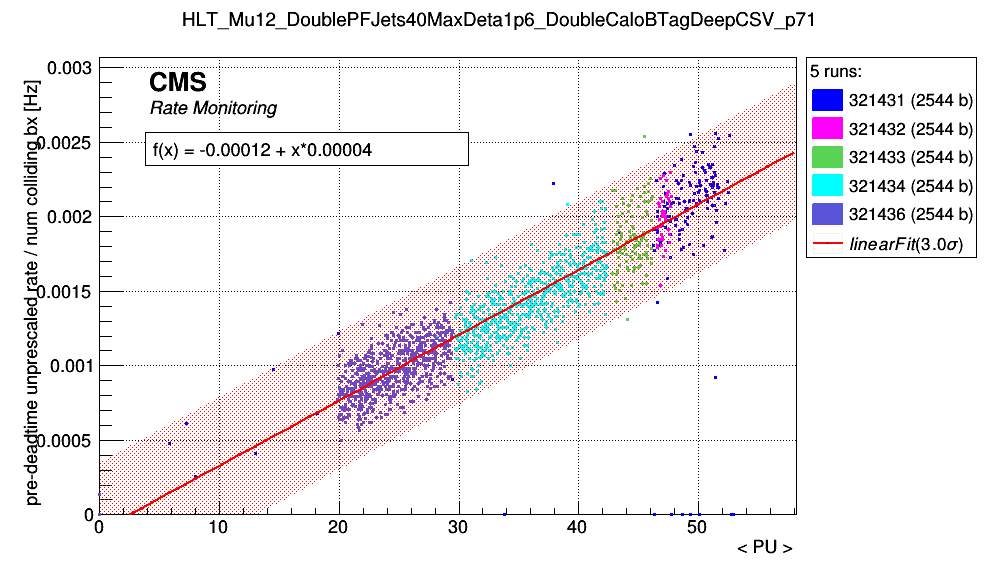 HLT_Mu12_DoublePFJets40MaxDeta1p6_DoubleCaloBTagDeepCSV_p71
pre-deadtime unprescaled rate / num colliding bx [Hz]
0.003
0.0025
0.002
0.0015
0.001
0.0005
0
CMS
Rate Monitoring
f(x) = -0.00012 + x*0.00004
0 10 20 30 40 50
< PU >
5 runs:
321431 (2544 b)
321432 (2544 b)
321433 (2544 b)
321434 (2544 b)
321436 (2544 b)
linearFit(3.0σ)